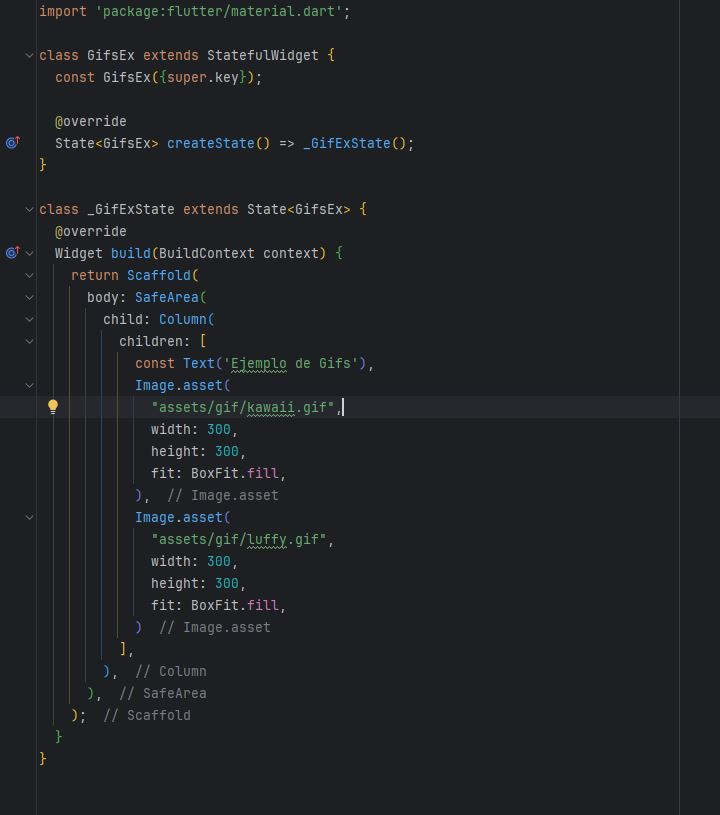 import 'package:flutter/material.dart';

class GifsEx extends StatefulWidget {
  const GifsEx({super.key});

  @override
  State<GifsEx> createState() => _GifExState();
}

class _GifExState extends State<GifsEx> {
  @override
  Widget build(BuildContext context) {
    return Scaffold(
      body: SafeArea(
        child: Column(
          children: [
            const Text('Ejemplo de Gifs'),
            Image.asset(
              "assets/gif/kawaii.gif",
              width: 300,
              height: 300,
              fit: BoxFit.fill,
            ),  // Image.asset
            Image.asset(
              "assets/gif/luffy.gif",
              width: 300,
              height: 300,
              fit: BoxFit.fill,
            )  // Image.asset
          ],
        ),  // Column
      ),  // SafeArea
    );  // Scaffold
  }
}